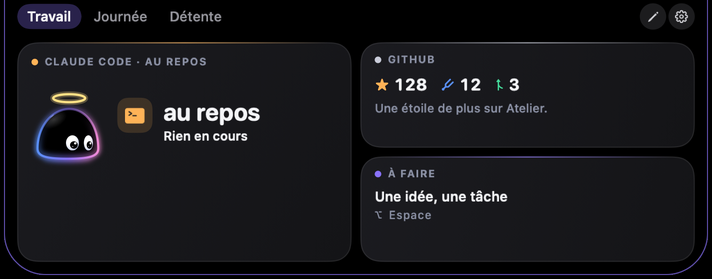 Travail Journée Détente
CLAUDE CODE · AU REPOS
au repos
Rien en cours
GITHUB
128 12 3
Une étoile de plus sur Atelier.
À FAIRE
Une idée, une tâche
⌥ Espace